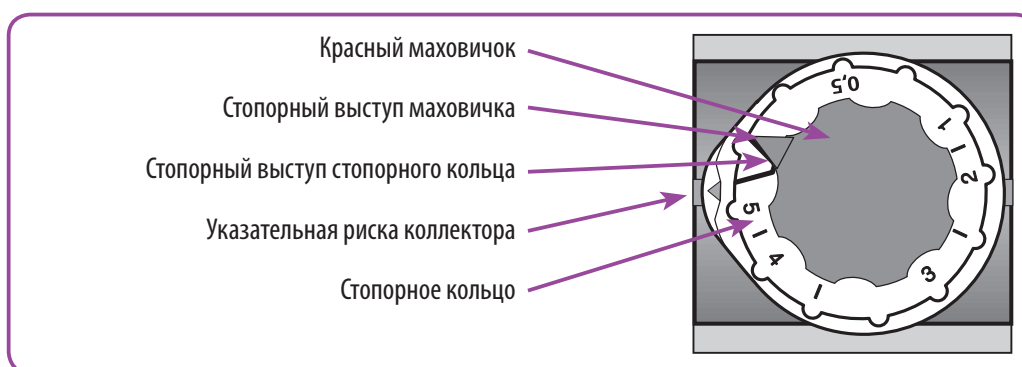 Красный маховичок
Стопорный выступ маховичка
Стопорный выступ стопорного кольца
Указательная риска коллектора
Стопорное кольцо
0,5
1
2
3
4
5